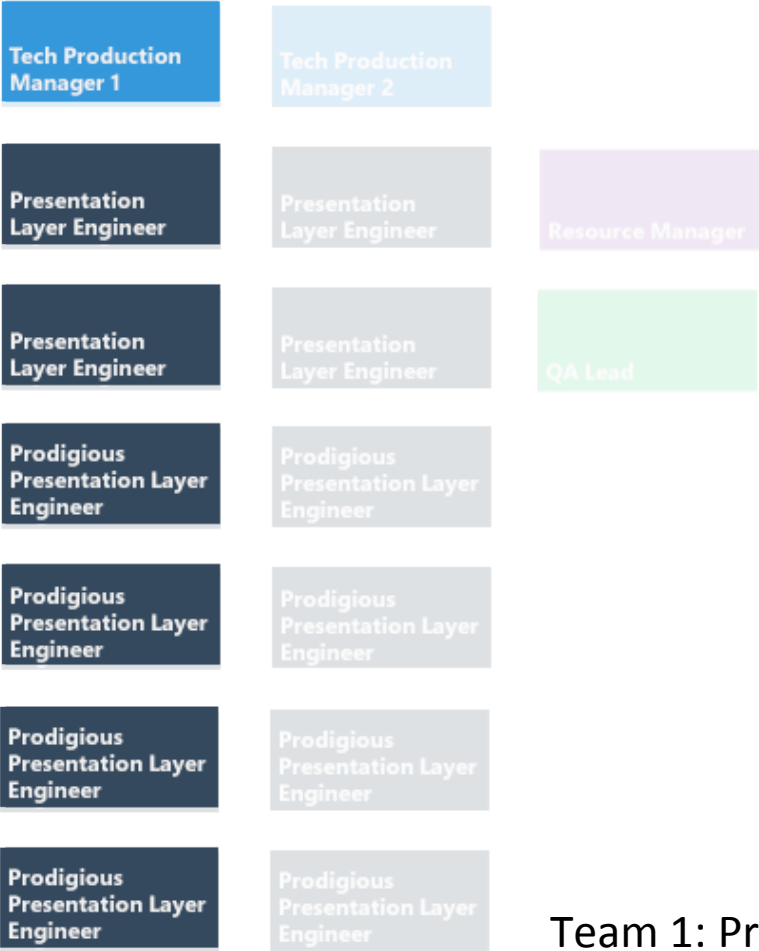 Tech Production
Manager 1
Tech Production
Manager 2
Presentation
Layer Engineer
Presentation
Layer Engineer
Resource Manager
Presentation
Layer Engineer
Presentation
Layer Engineer
QA Lead
Prodigious
Presentation Layer
Engineer
Prodigious
Presentation Layer
Engineer
Prodigious
Presentation Layer
Engineer
Prodigious
Presentation Layer
Engineer
Prodigious
Presentation Layer
Engineer
Prodigious
Presentation Layer
Engineer
Prodigious
Presentation Layer
Engineer
Prodigious
Presentation Layer
Engineer
Team 1: Pr